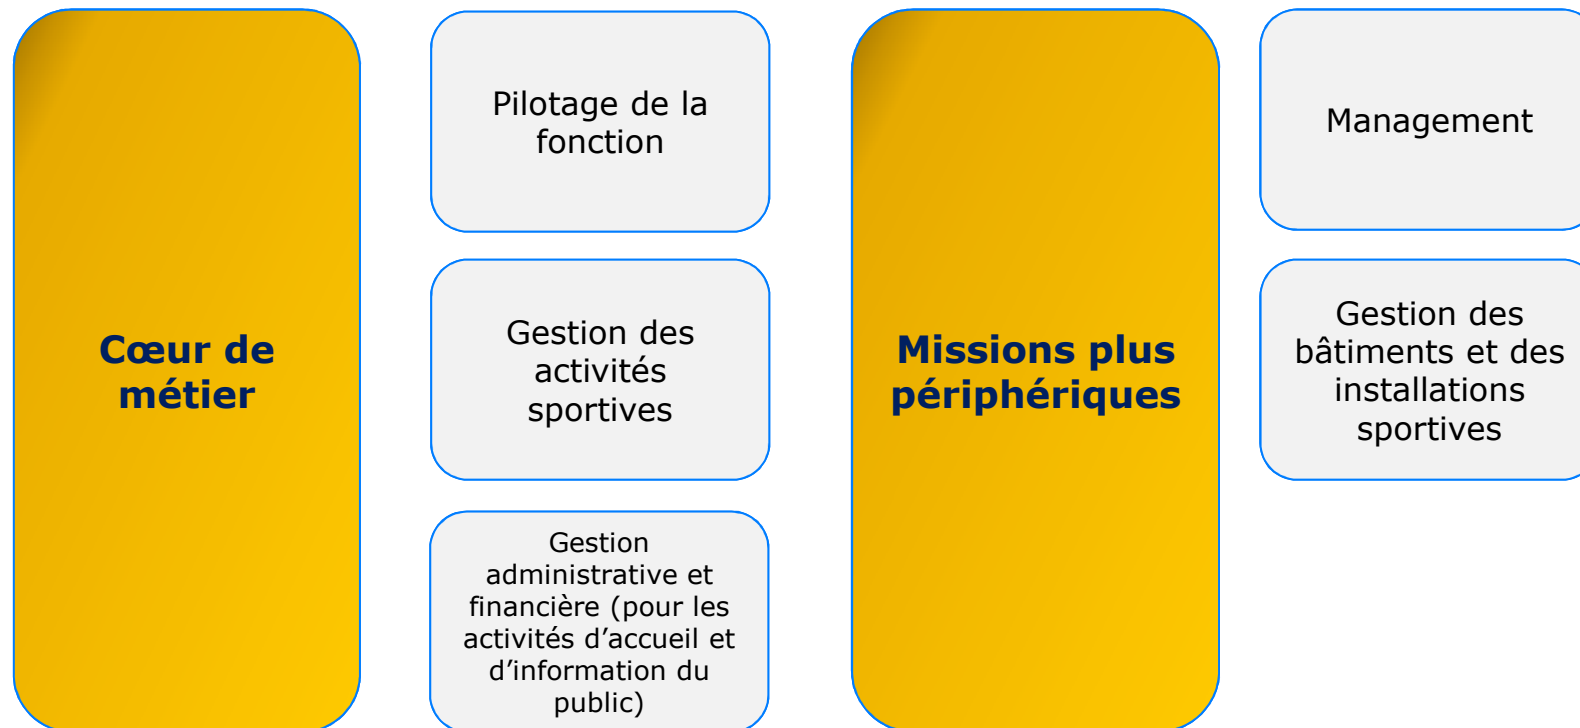 Cœur de
métier
Pilotage de la
fonction
Gestion des
activités
sportives
Gestion
administrative et
financière (pour les
activités d’accueil et
d’information du
public)
Missions plus
périphériques
Management
Gestion des
bâtiments et des
installations
sportives